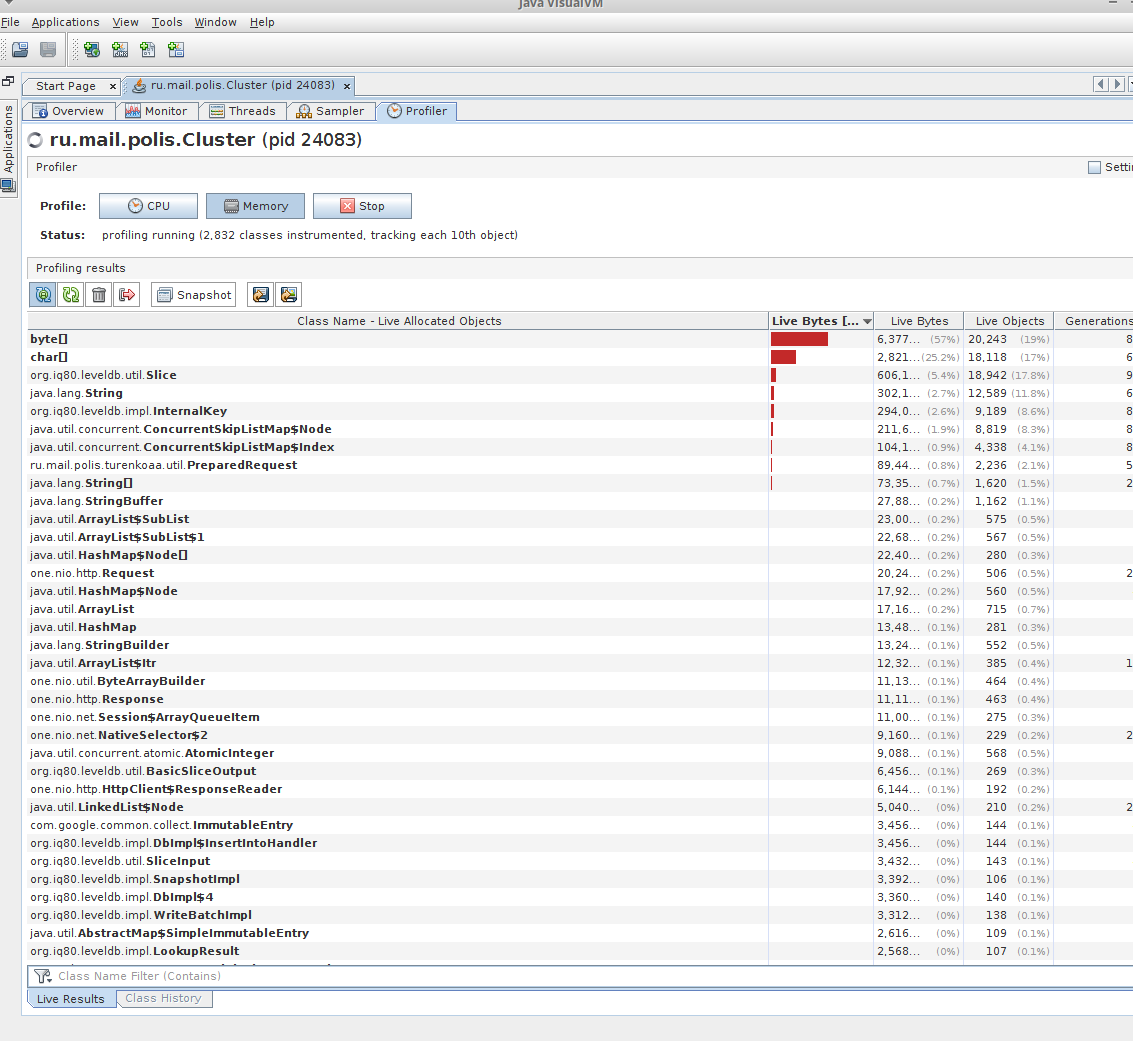 Java VisualVM
File Applications View Tools Window Help
Start Page × ru.mail.polis.Cluster (pid 24083) ×
Applications
Overview Monitor Threads Sampler Profiler
ru.mail.polis.Cluster (pid 24083)
Profiler Setti
Profile: CPU Memory Stop
Status: profiling running (2,832 classes instrumented, tracking each 10th object)
Profiling results
Snapshot
Class Name - Live Allocated Objects Live Bytes [... Live Bytes Live Objects Generations
byte[] 6,377... (57%) 20,243 (19%) 8
char[] 2,821... (25.2%) 18,118 (17%) 6
org.iq80.leveldb.util.Slice 606,1... (5.4%) 18,942 (17.8%) 9
java.lang.String 302,1... (2.7%) 12,589 (11.8%) 6
org.iq80.leveldb.impl.InternalKey 294,0... (2.6%) 9,189 (8.6%) 8
java.util.concurrent.ConcurrentSkipListMap$Node 211,6... (1.9%) 8,819 (8.3%) 8
java.util.concurrent.ConcurrentSkipListMap$Index 104,1... (0.9%) 4,338 (4.1%) 8
ru.mail.polis.turenkoaa.util.PreparedRequest 89,44... (0.8%) 2,236 (2.1%) 5
java.lang.String[] 73,35... (0.7%) 1,620 (1.5%) 2
java.lang.StringBuffer 27,88... (0.2%) 1,162 (1.1%)
java.util.ArrayList$SubList 23,00... (0.2%) 575 (0.5%)
java.util.ArrayList$SubList$1 22,68... (0.2%) 567 (0.5%)
java.util.HashMap$Node[] 22,40... (0.2%) 280 (0.3%)
one.nio.http.Request 20,24... (0.2%) 506 (0.5%) 2
java.util.HashMap$Node 17,92... (0.2%) 560 (0.5%)
java.util.ArrayList 17,16... (0.2%) 715 (0.7%)
java.util.HashMap 13,48... (0.1%) 281 (0.3%)
java.lang.StringBuilder 13,24... (0.1%) 552 (0.5%)
java.util.ArrayList$Itr 12,32... (0.1%) 385 (0.4%) 1
one.nio.util.ByteArrayBuilder 11,13... (0.1%) 464 (0.4%)
one.nio.http.Response 11,11... (0.1%) 463 (0.4%)
one.nio.net.Session$ArrayQueueItem 11,00... (0.1%) 275 (0.3%)
one.nio.net.NativeSelector$2 9,160... (0.1%) 229 (0.2%) 2
java.util.concurrent.atomic.AtomicInteger 9,088... (0.1%) 568 (0.5%)
org.iq80.leveldb.util.BasicSliceOutput 6,456... (0.1%) 269 (0.3%)
one.nio.http.HttpClient$ResponseReader 6,144... (0.1%) 192 (0.2%)
java.util.LinkedList$Node 5,040... (0%) 210 (0.2%) 2
com.google.common.collect.ImmutableEntry 3,456... (0%) 144 (0.1%)
org.iq80.leveldb.impl.DbImpl$InsertIntoHandler 3,456... (0%) 144 (0.1%)
org.iq80.leveldb.util.SliceInput 3,432... (0%) 143 (0.1%)
org.iq80.leveldb.impl.SnapshotImpl 3,392... (0%) 106 (0.1%)
org.iq80.leveldb.impl.DbImpl$4 3,360... (0%) 140 (0.1%)
org.iq80.leveldb.impl.WriteBatchImpl 3,312... (0%) 138 (0.1%)
java.util.AbstractMap$SimpleImmutableEntry 2,616... (0%) 109 (0.1%)
org.iq80.leveldb.impl.LookupResult 2,568... (0%) 107 (0.1%)
Class Name Filter (Contains)
Live Results Class History